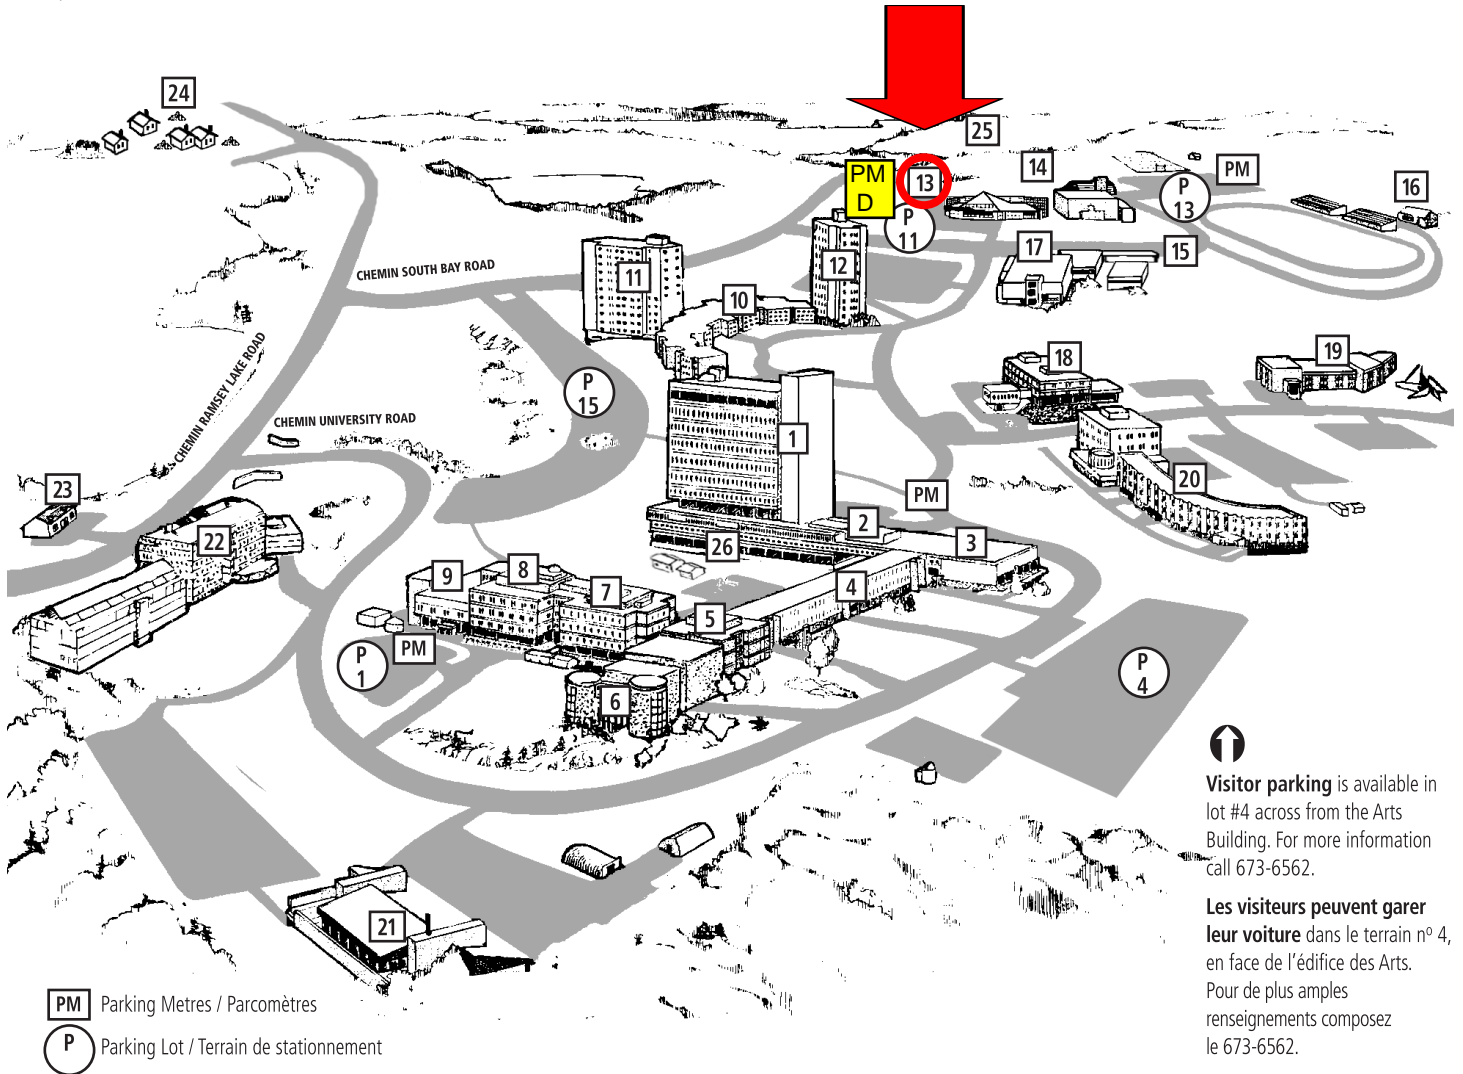 24
25
14
PM
D
13
PM
P
13
16
P
11
17
15
CHEMIN SOUTH BAY ROAD
11
12
10
CHEMIN RAMSEY LAKE ROAD
18
19
P
15
CHEMIN UNIVERSITY ROAD
1
23
20
PM
22
2
3
26
9
8
7
4
5
PM
P
1
P
4
6
Visitor parking is available in
lot #4 across from the Arts
Building. For more information
call 673-6562.
Les visiteurs peuvent garer
leur voiture dans le terrain nº 4,
en face de l'édifice des Arts.
Pour de plus amples
renseignements composez
le 673-6562.
21
PM Parking Metres / Parcomètres
P Parking Lot / Terrain de stationnement